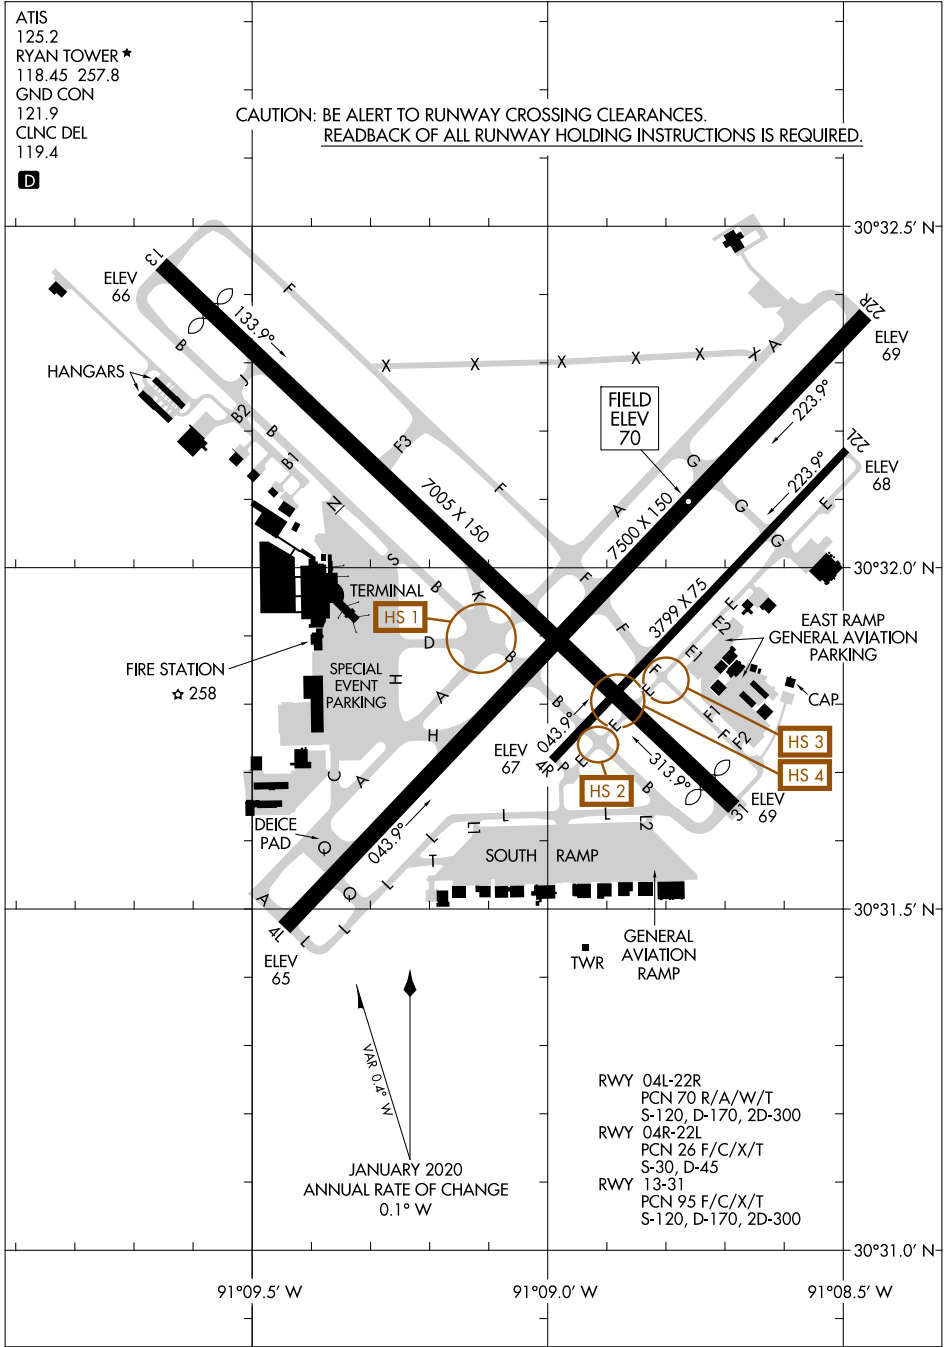 ATIS
125.2
RYAN TOWER ★
118.45 257.8
GND CON
121.9
CLNC DEL
119.4
D
CAUTION: BE ALERT TO RUNWAY CROSSING CLEARANCES.
READBACK OF ALL RUNWAY HOLDING INSTRUCTIONS IS REQUIRED.
30°32.5' N
13
ELEV
66
F
133.9°
B
J
HANGARS
B2
B
B1
F3
F
7005 X 150
X X X X X X
A
22R
ELEV
69
223.9°
FIELD
ELEV
70
22L
ELEV
68
223.9°
G
G
G
E
A
7500 X 150
Z1
S
B
K
F
F
3799 X 75
30°32.0' N
TERMINAL
HS 1
D
B
E
E2
E1
EAST RAMP
GENERAL AVIATION
PARKING
FIRE STATION
☆ 258
SPECIAL
EVENT
PARKING
H
A
H
B
F
E
F1
F
F2
CAP
HS 3
HS 4
043.9°
ELEV
67
4R
P
E
E
HS 2
313.9°
B
31
ELEV
69
C
A
DEICE
PAD
Q
043.9°
L
L1
L
L
L2
T
SOUTH RAMP
Q
L
A
L
L
4L
ELEV
65
30°31.5' N
TWR
GENERAL
AVIATION
RAMP
VAR 0.4° W
JANUARY 2020
ANNUAL RATE OF CHANGE
0.1° W
RWY 04L-22R
PCN 70 R/A/W/T
S-120, D-170, 2D-300
RWY 04R-22L
PCN 26 F/C/X/T
S-30, D-45
RWY 13-31
PCN 95 F/C/X/T
S-120, D-170, 2D-300
30°31.0' N
91°09.5' W
91°09.0' W
91°08.5' W